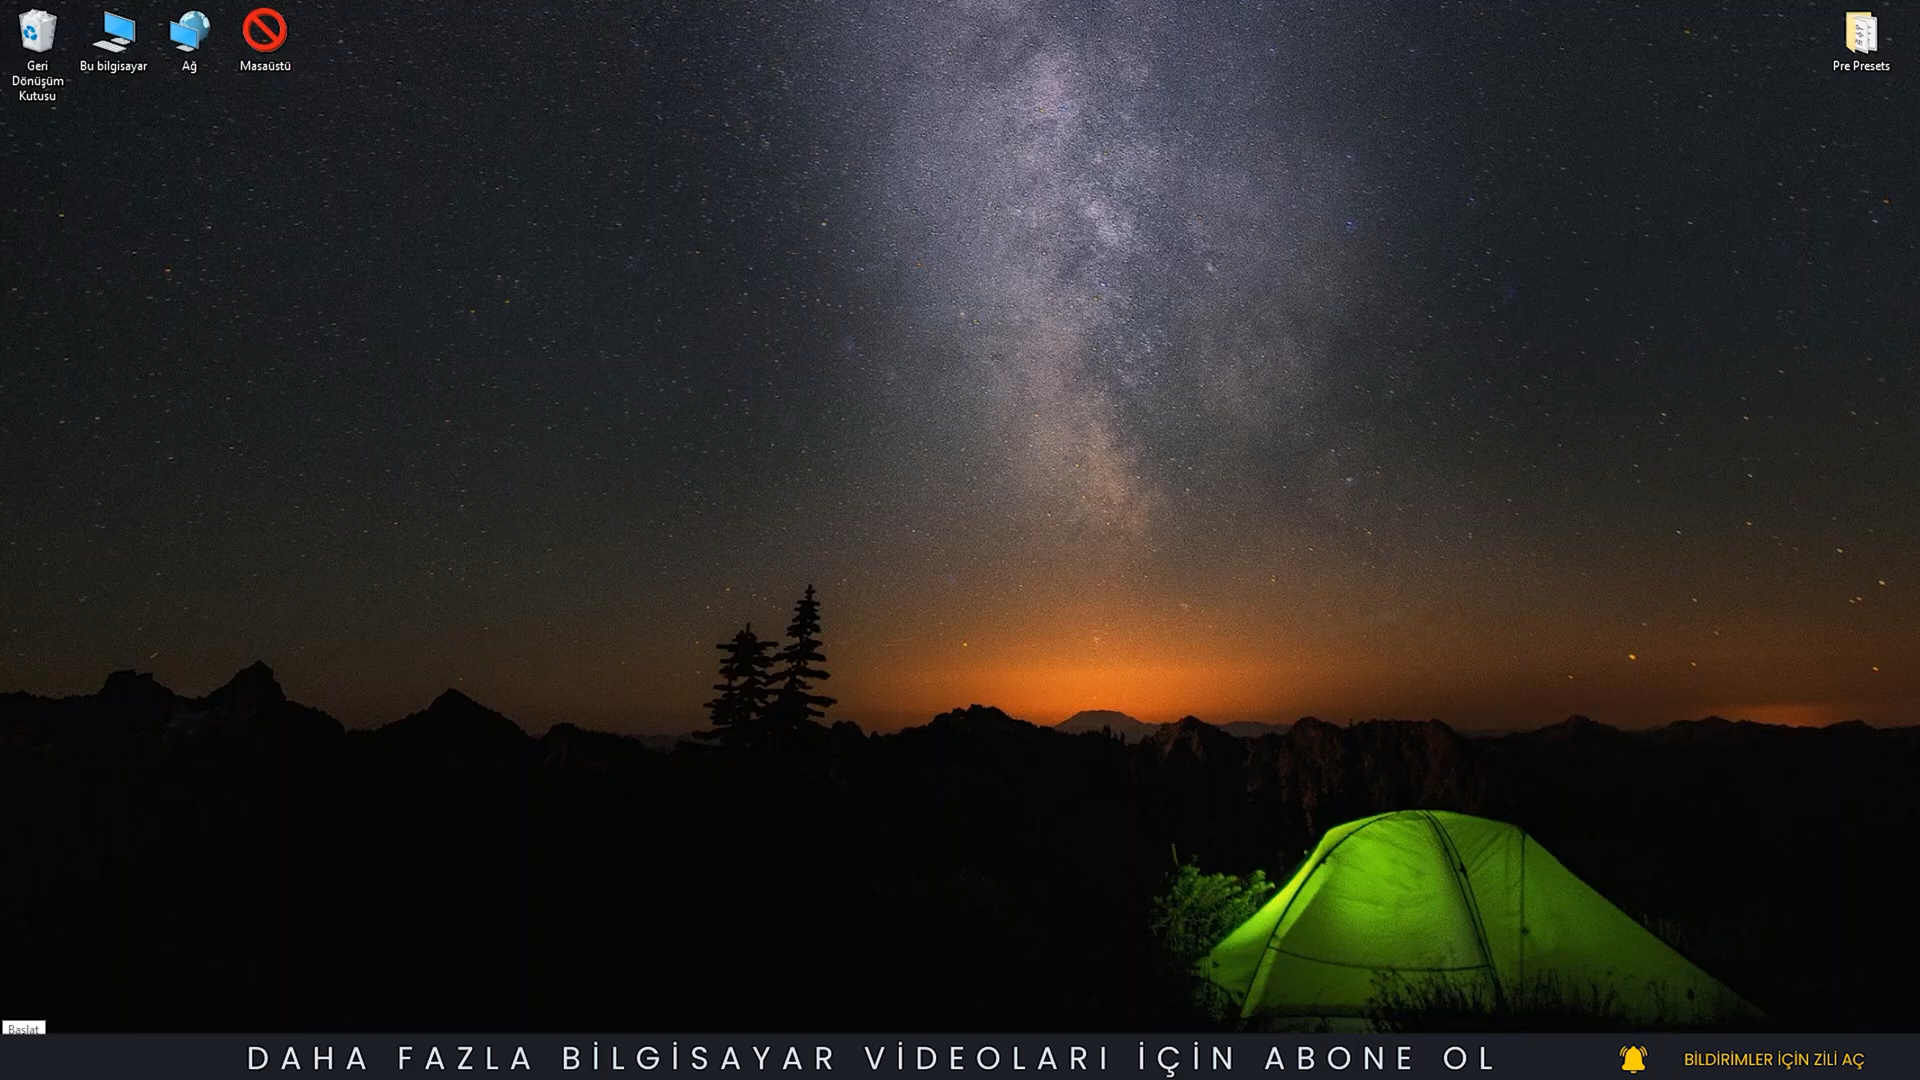 Geri
Dönüşüm
Kutusu
Bu bilgisayar
Ağ
Masaüstü
Pre Presets
Başlat
DAHA FAZLA BİLGİSAYAR VİDEOLARI İÇİN ABONE OL
BİLDİRİMLER İÇİN ZİLİ AÇ